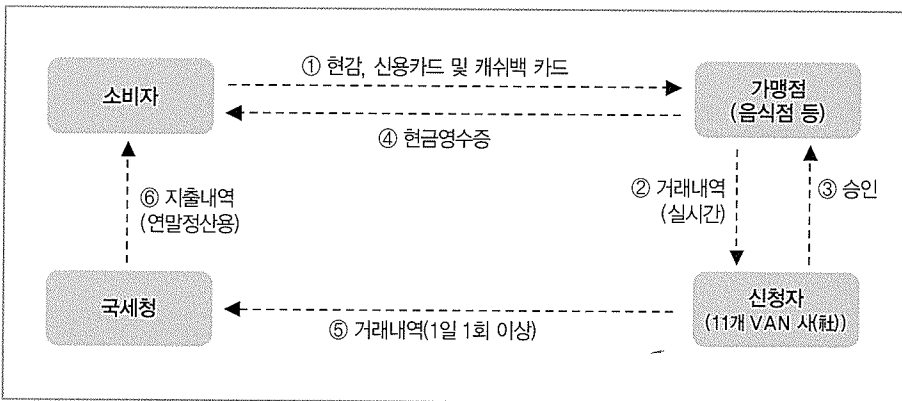 ① 현감, 신용카드 및 캐쉬백 카드
소비자
가맹점
(음식점 등)
④ 현금영수증
⑥ 지출내역
(연말정산용)
② 거래내역
(실시간)
③ 승인
국세청
신청자
(11개 VAN 사(社))
⑤ 거래내역(1일 1회 이상)